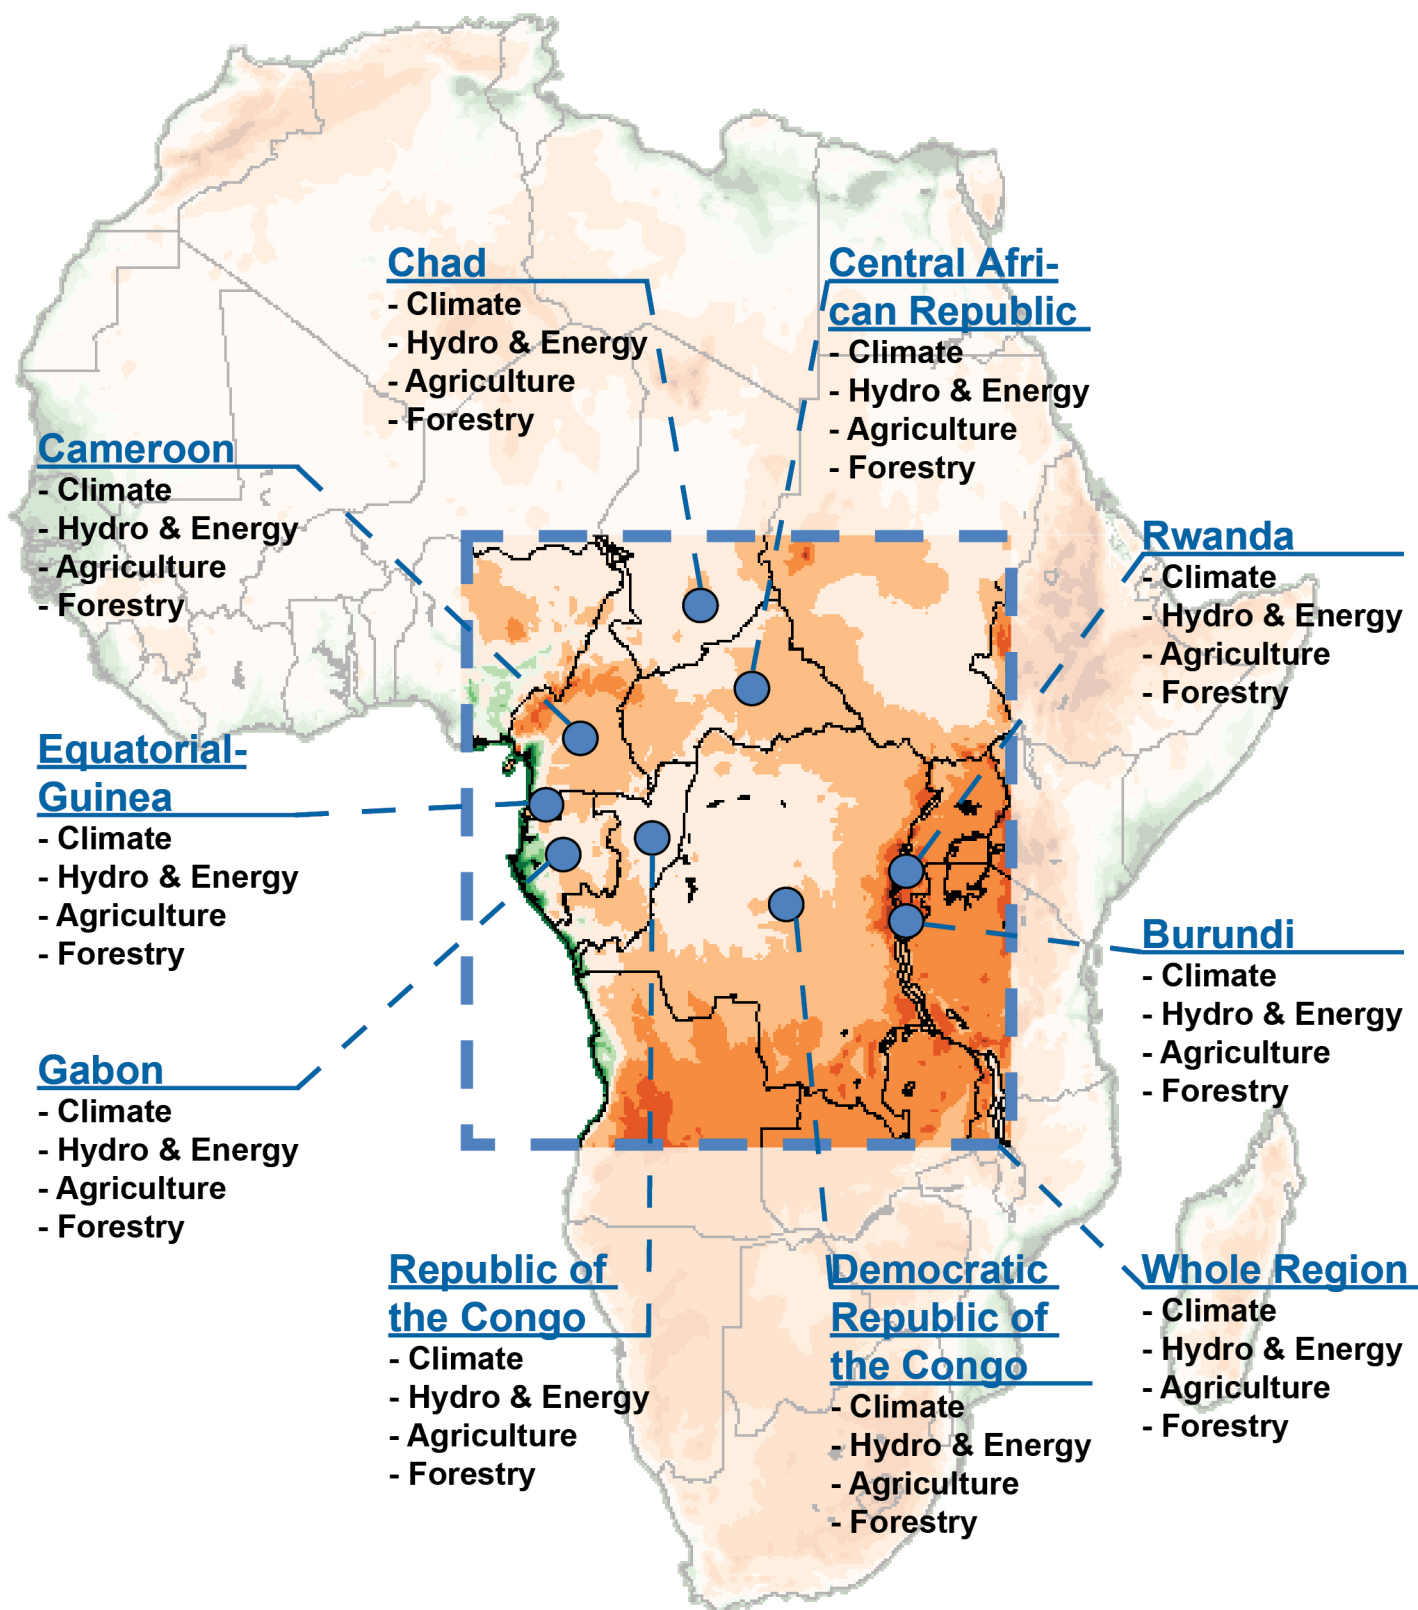 Chad
- Climate
- Hydro & Energy
- Agriculture
- Forestry
Central Afri-
can Republic
- Climate
- Hydro & Energy
- Agriculture
- Forestry
Cameroon
- Climate
- Hydro & Energy
- Agriculture
- Forestry
Rwanda
- Climate
- Hydro & Energy
- Agriculture
- Forestry
Equatorial-
Guinea
- Climate
- Hydro & Energy
- Agriculture
- Forestry
Burundi
- Climate
- Hydro & Energy
- Agriculture
- Forestry
Gabon
- Climate
- Hydro & Energy
- Agriculture
- Forestry
Republic of
the Congo
- Climate
- Hydro & Energy
- Agriculture
- Forestry
Democratic
Republic of
the Congo
- Climate
- Hydro & Energy
- Agriculture
- Forestry
Whole Region
- Climate
- Hydro & Energy
- Agriculture
- Forestry